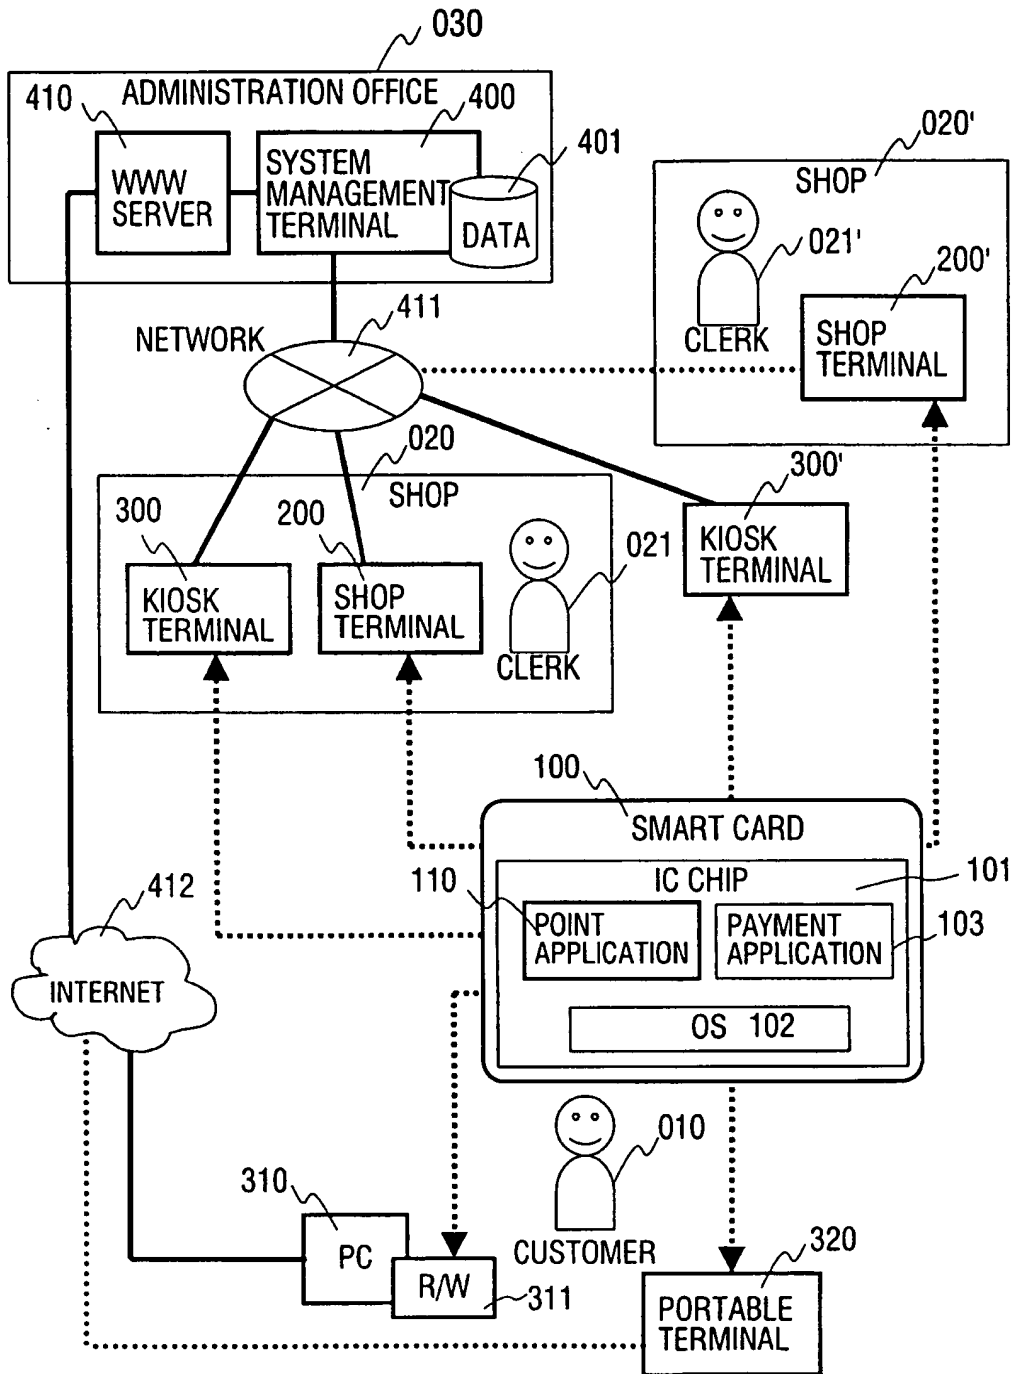 030
ADMINISTRATION OFFICE
410
400
401
WWW
SERVER
SYSTEM
MANAGEMENT
TERMINAL
DATA
020'
SHOP
021'
200'
CLERK
SHOP
TERMINAL
NETWORK
411
020
SHOP
300
200
021
KIOSK
TERMINAL
SHOP
TERMINAL
CLERK
300'
KIOSK
TERMINAL
100
SMART CARD
IC CHIP
101
110
POINT
APPLICATION
PAYMENT
APPLICATION
103
OS 102
412
INTERNET
010
CUSTOMER
310
PC
R/W
311
320
PORTABLE
TERMINAL